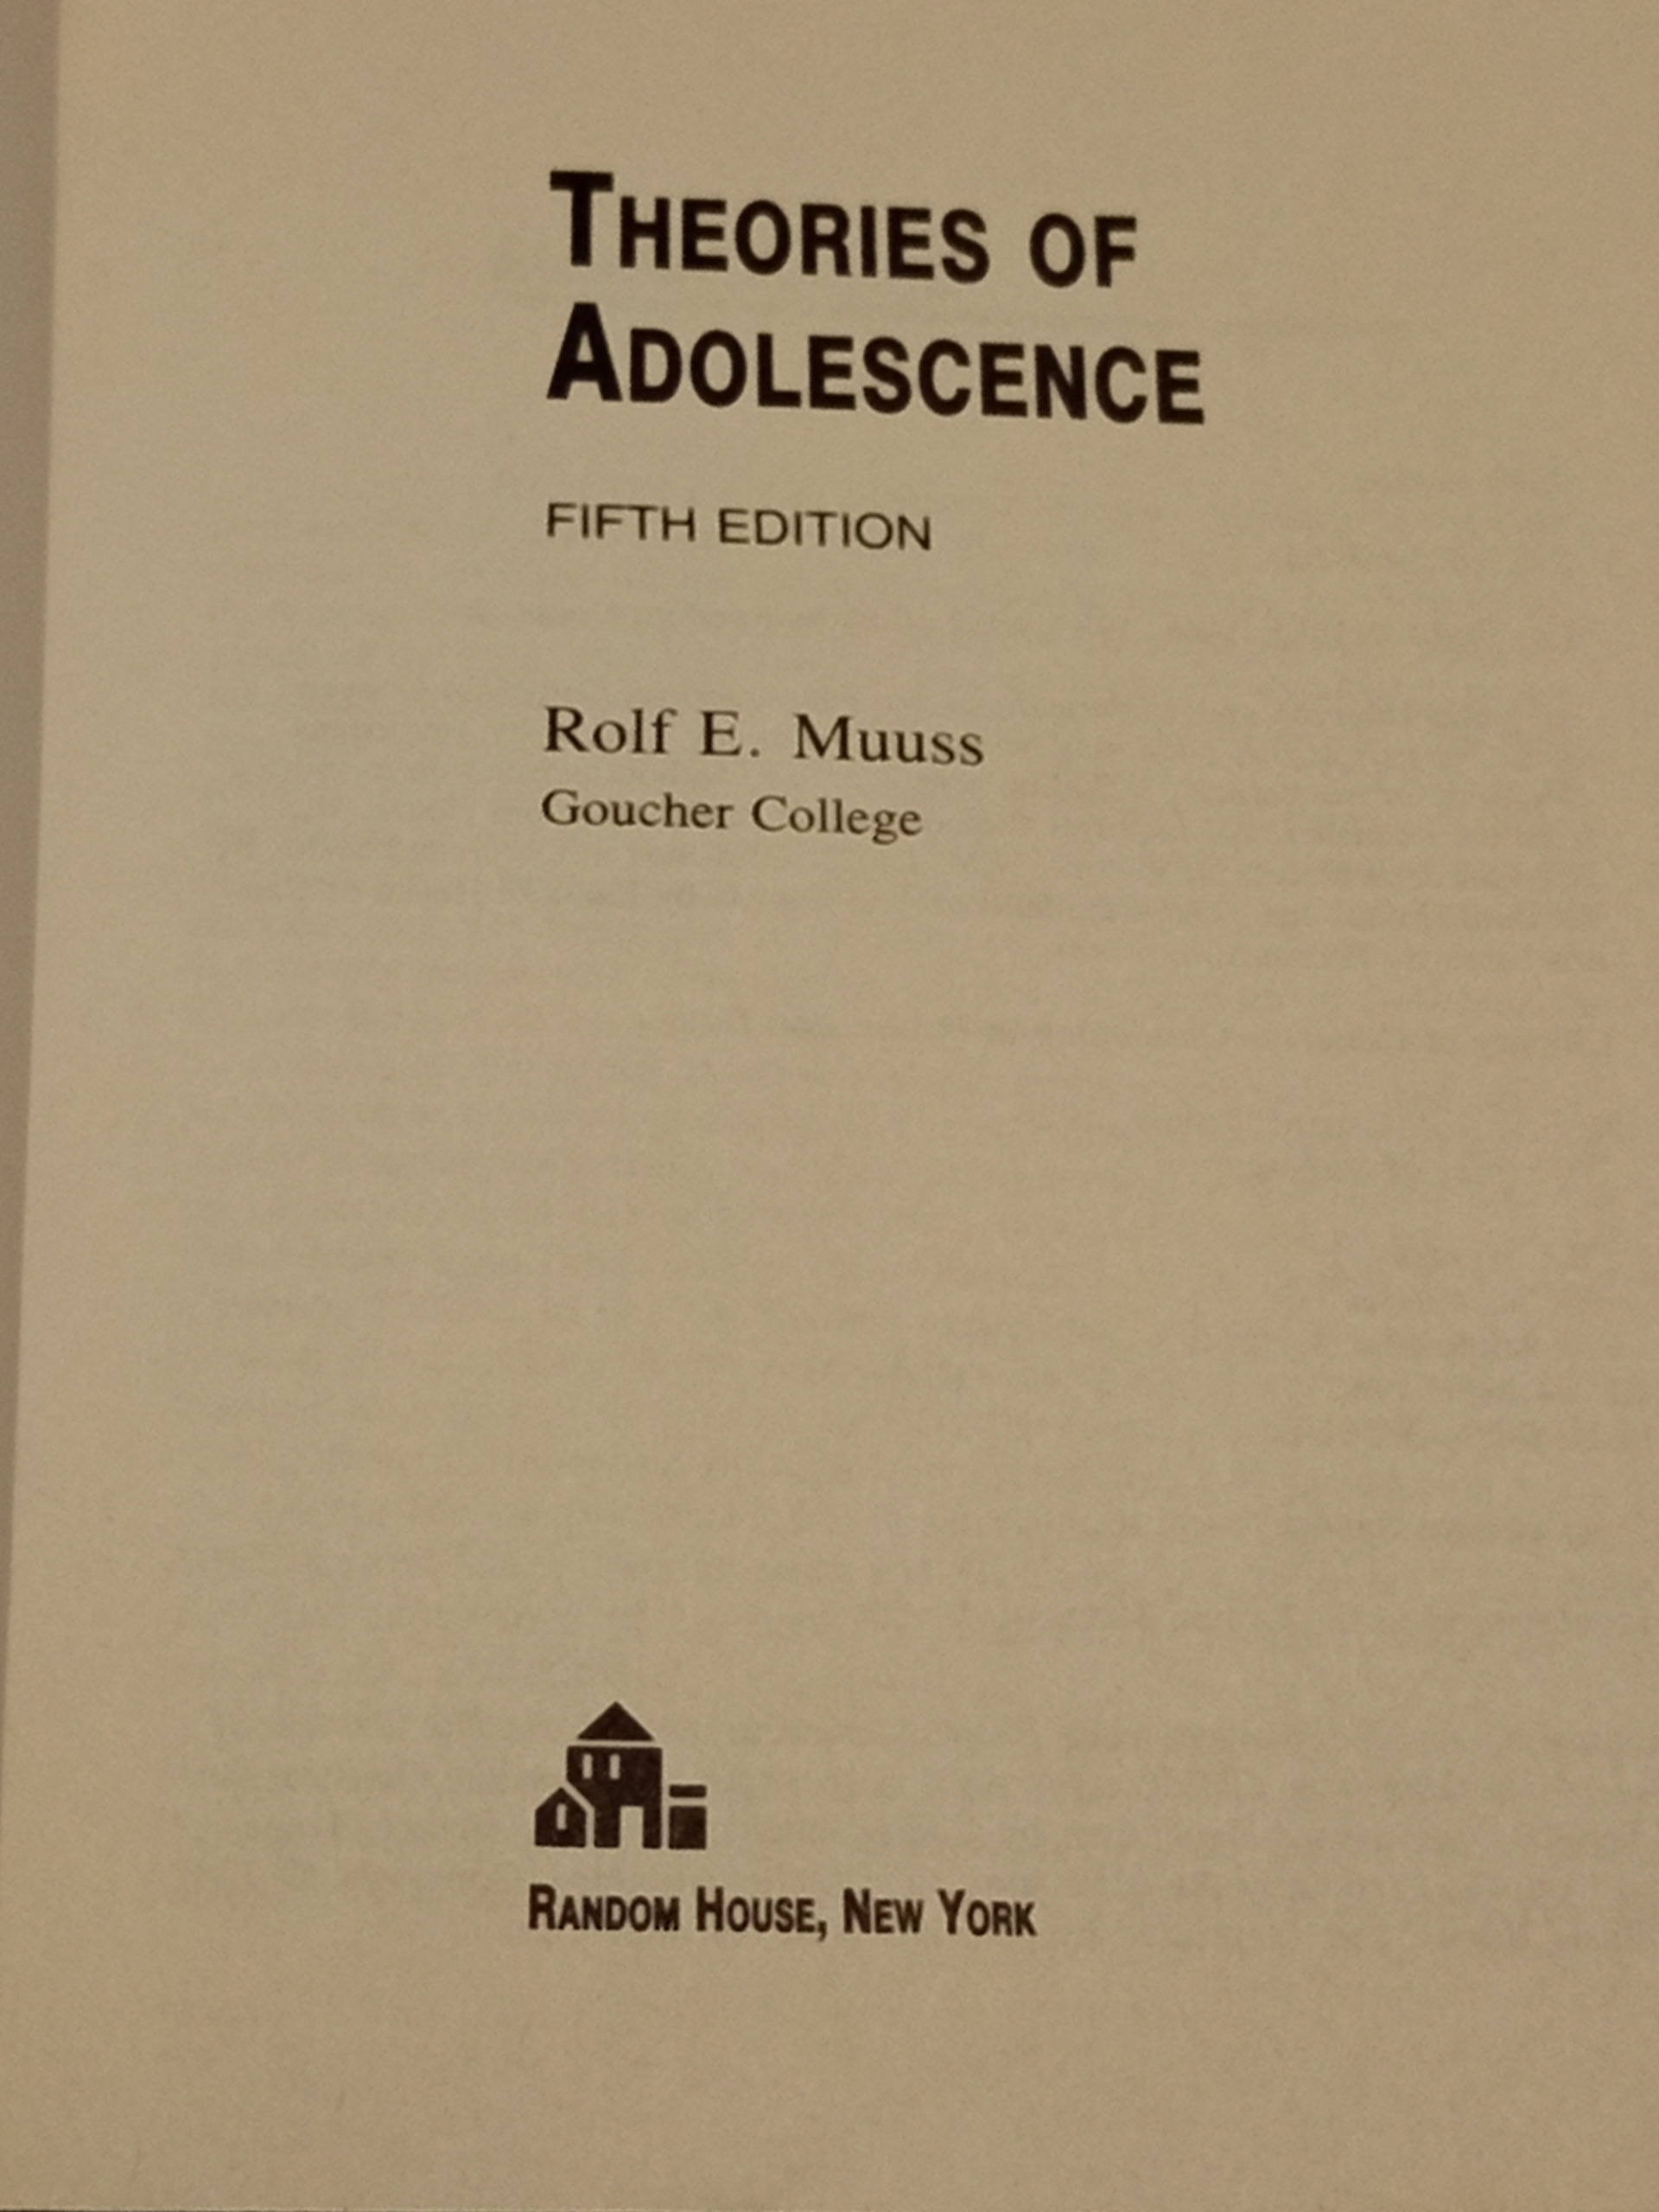 THEORIES OF
ADOLESCENCE
FIFTH EDITION
Rolf E. Muuss
Goucher College
RANDOM HOUSE, NEW YORK